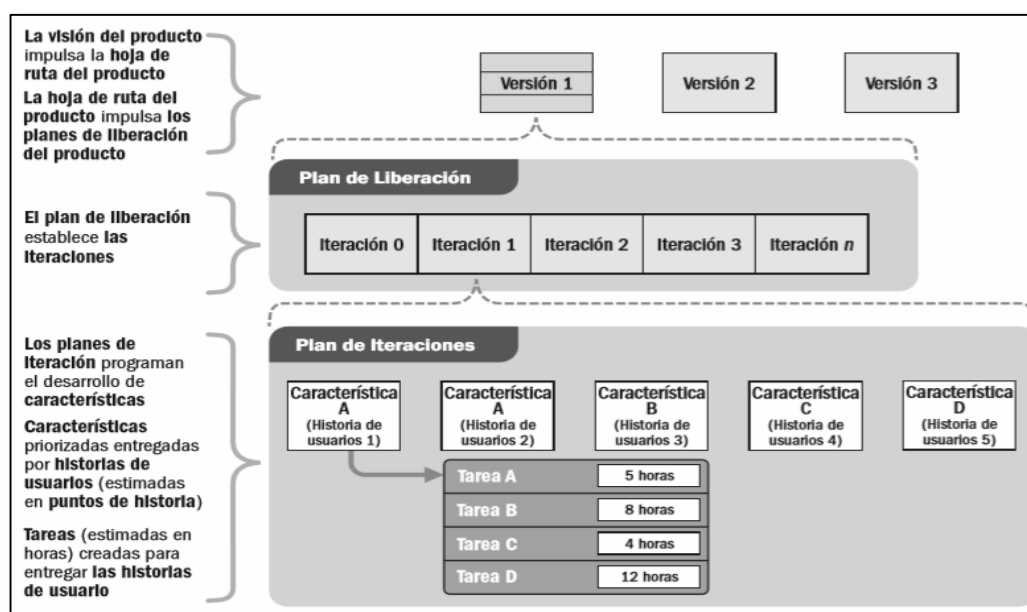 La visión del producto
impulsa la hoja de
ruta del producto
La hoja de ruta del
producto impulsa los
planes de liberación
del producto
Versión 1
Versión 2
Versión 3
Plan de Liberación
El plan de liberación
establece las
iteraciones
Iteración 0
Iteración 1
Iteración 2
Iteración 3
Iteración n
Plan de Iteraciones
Los planes de
iteración programan
el desarrollo de
características
Características
priorizadas entregadas
por historias de
usuarios (estimadas
en puntos de historia)
Tareas (estimadas en
horas) creadas para
entregar las historias
de usuario
Característica
A
(Historia de
usuarios 1)
Característica
A
(Historia de
usuarios 2)
Característica
B
(Historia de
usuarios 3)
Característica
C
(Historia de
usuarios 4)
Característica
D
(Historia de
usuarios 5)
Tarea A 5 horas
Tarea B 8 horas
Tarea C 4 horas
Tarea D 12 horas